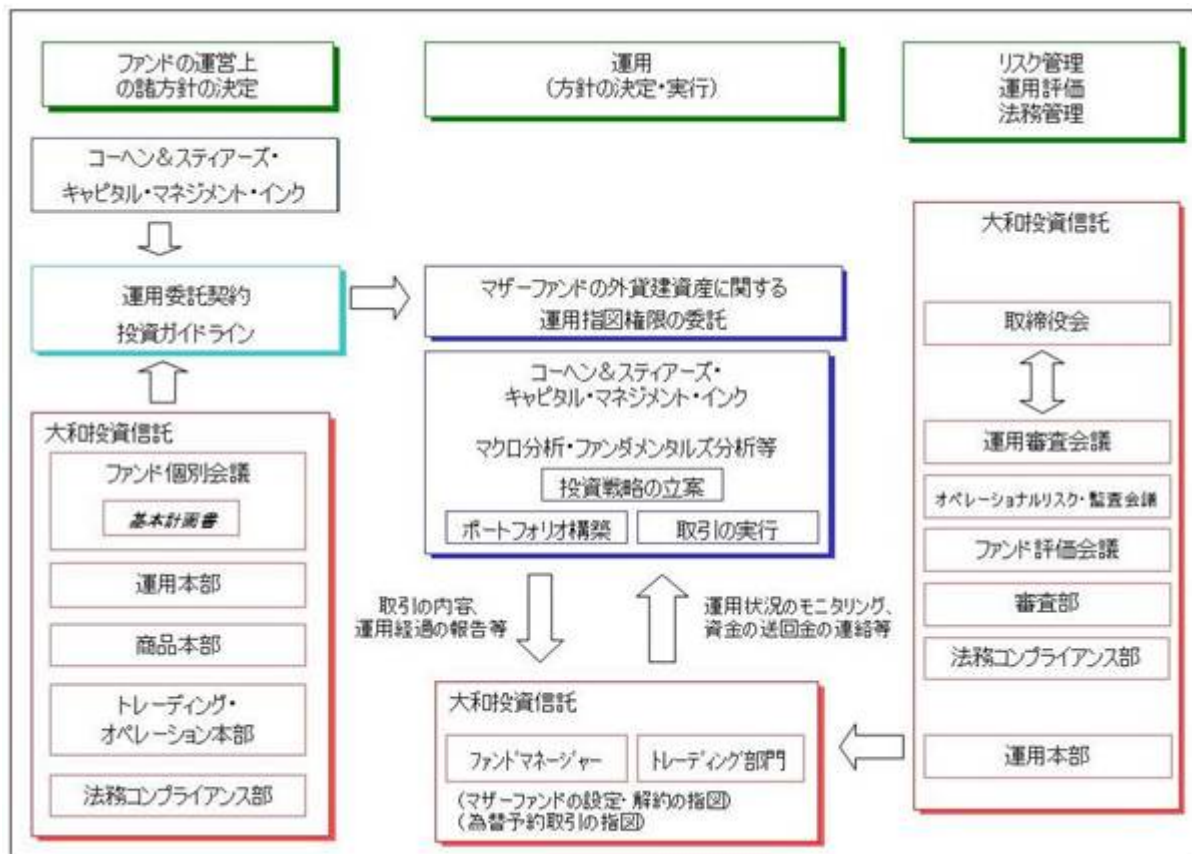 ファンドの運営上
の諸方針の決定
運用
(方針の決定・実行)
リスク管理
運用評価
法務管理
コーヘン&スティアーズ・
キャピタル・マネジメント・インク
運用委託契約
投資ガイドライン
大和投資信託
ファンド個別会議
基本計画書
運用本部
商品本部
トレーディング・
オペレーション本部
法務コンプライアンス部
マザーファンドの外貨建資産に関する
運用指図権限の委託
コーヘン&スティアーズ・
キャピタル・マネジメント・インク
マクロ分析・ファンダメンタルズ分析等
投資戦略の立案
ポートフォリオ構築
取引の実行
取引の内容、
運用経過の報告等
運用状況のモニタリング、
資金の送回金の連絡等
大和投資信託
ファンドマネージャー
トレーディング部門
(マザーファンドの設定・解約の指図)
(為替予約取引の指図)
大和投資信託
取締役会
運用審査会議
オペレーショナルリスク・監査会議
ファンド評価会議
審査部
法務コンプライアンス部
運用本部